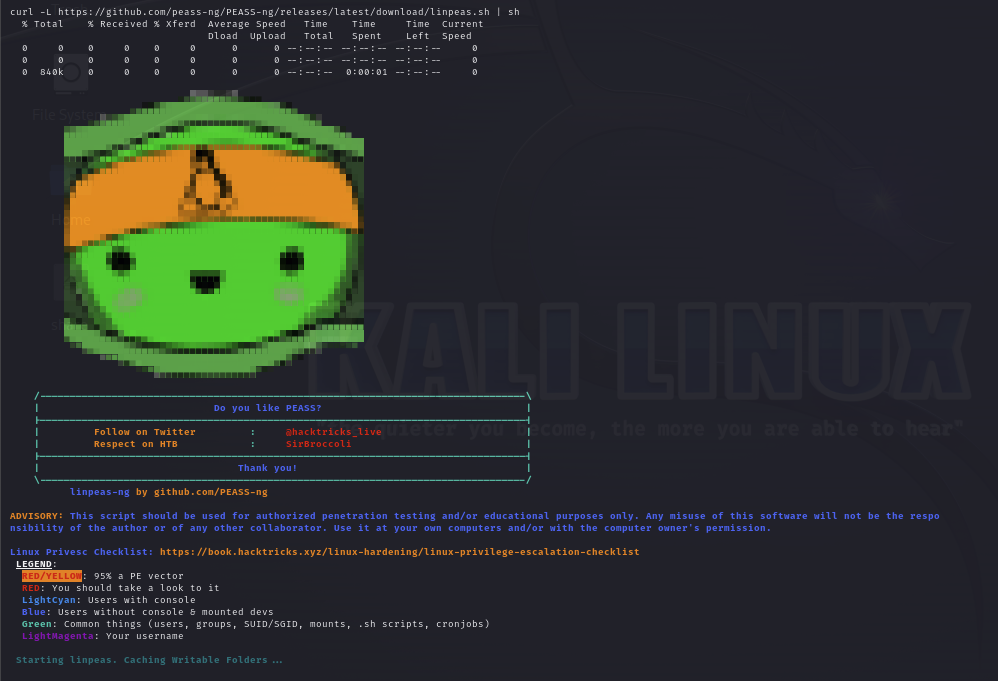 curl -L https://github.com/peass-ng/PEASS-ng/releases/latest/download/linpeas.sh | sh
% Total % Received % Xferd Average Speed Time Time Time Current
Dload Upload Total Spent Left Speed
0 0 0 0 0 0 0 0 --:--:-- --:--:-- --:--:-- 0
0 0 0 0 0 0 0 0 --:--:-- --:--:-- --:--:-- 0
0 840k 0 0 0 0 0 0 --:--:-- 0:00:01 --:--:-- 0
File System
Home
KALI LINUX
/---------------------------------------------------------------------------------\
| Do you like PEASS? |
|---------------------------------------------------------------------------------|
| Follow on Twitter : @hacktricks_live |
| Respect on HTB : SirBroccoli |
quieter you become, the more you are able to hear"
|---------------------------------------------------------------------------------|
| Thank you! |
\---------------------------------------------------------------------------------/
linpeas-ng by github.com/PEASS-ng
ADVISORY: This script should be used for authorized penetration testing and/or educational purposes only. Any misuse of this software will not be the respo
nsibility of the author or of any other collaborator. Use it at your own computers and/or with the computer owner's permission.
Linux Privesc Checklist: https://book.hacktricks.xyz/linux-hardening/linux-privilege-escalation-checklist
LEGEND:
RED/YELLOW: 95% a PE vector
RED: You should take a look to it
LightCyan: Users with console
Blue: Users without console & mounted devs
Green: Common things (users, groups, SUID/SGID, mounts, .sh scripts, cronjobs)
LightMagenta: Your username
Starting linpeas. Caching Writable Folders...